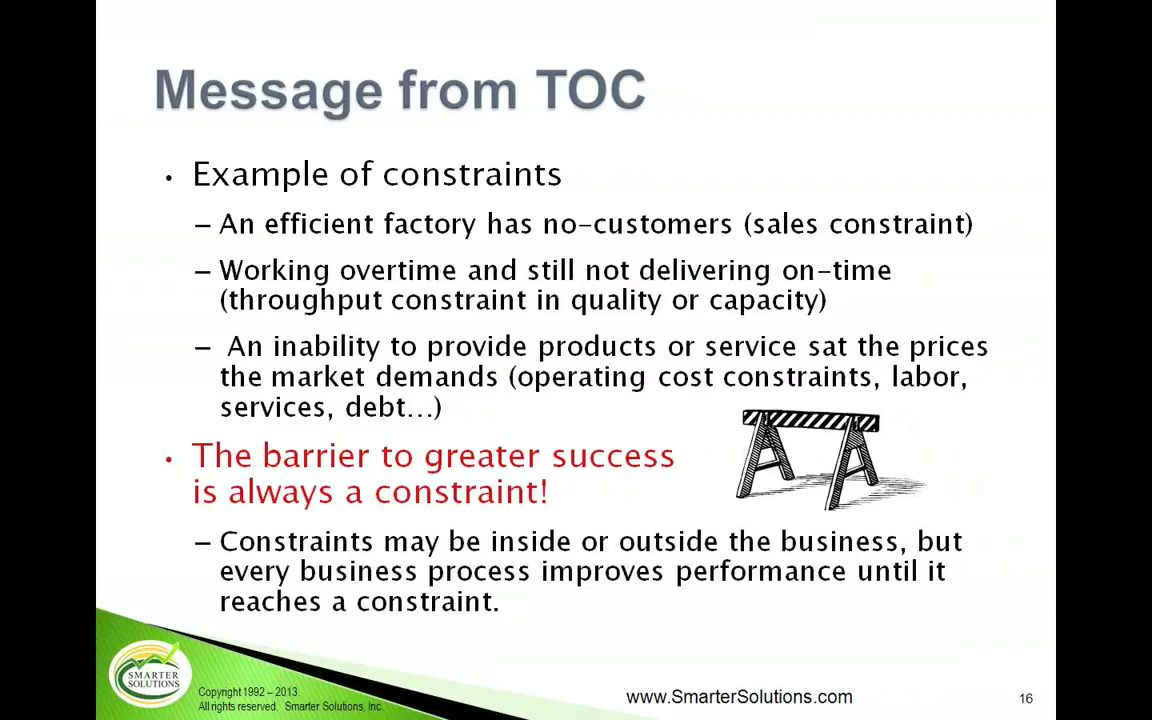 Message from TOC
• Example of constraints
– An efficient factory has no-customers (sales constraint)
– Working overtime and still not delivering on-time
(throughput constraint in quality or capacity)
– An inability to provide products or service sat the prices
the market demands (operating cost constraints, labor,
services, debt…)
• The barrier to greater success
is always a constraint!
– Constraints may be inside or outside the business, but
every business process improves performance until it
reaches a constraint.
SMARTER
SOLUTIONS
Copyright 1992 – 2013.
All rights reserved. Smarter Solutions, Inc.
www.SmarterSolutions.com
16